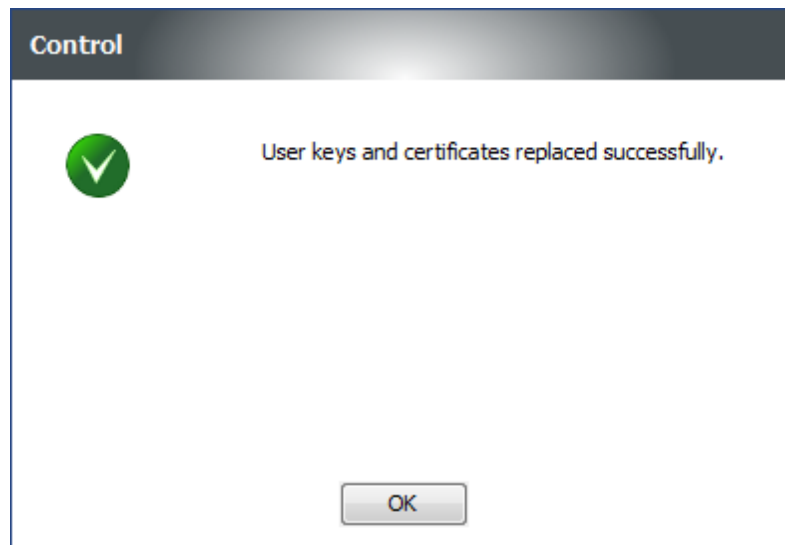 Control
User keys and certificates replaced successfully.
OK